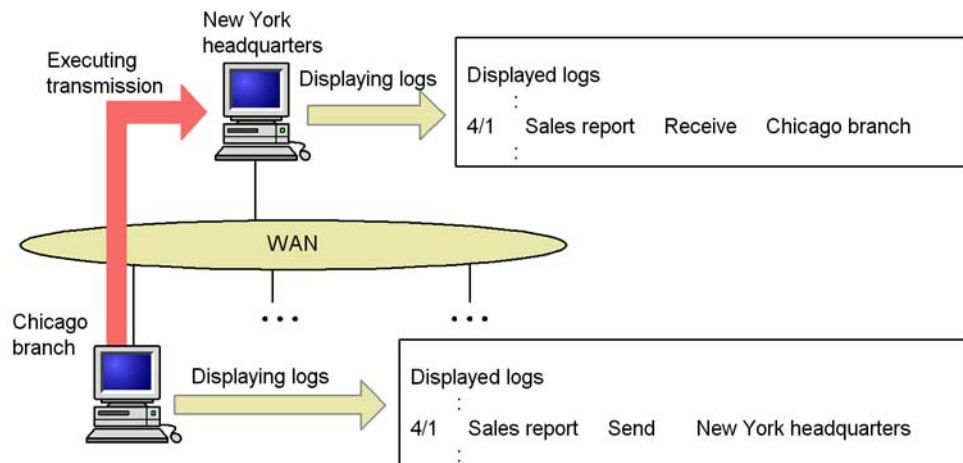 New York
headquarters
Executing
transmission
Displaying logs
Displayed logs
:
4/1 Sales report Receive Chicago branch
:
WAN
... ...
Chicago
branch
Displaying logs
Displayed logs
:
4/1 Sales report Send New York headquarters
: